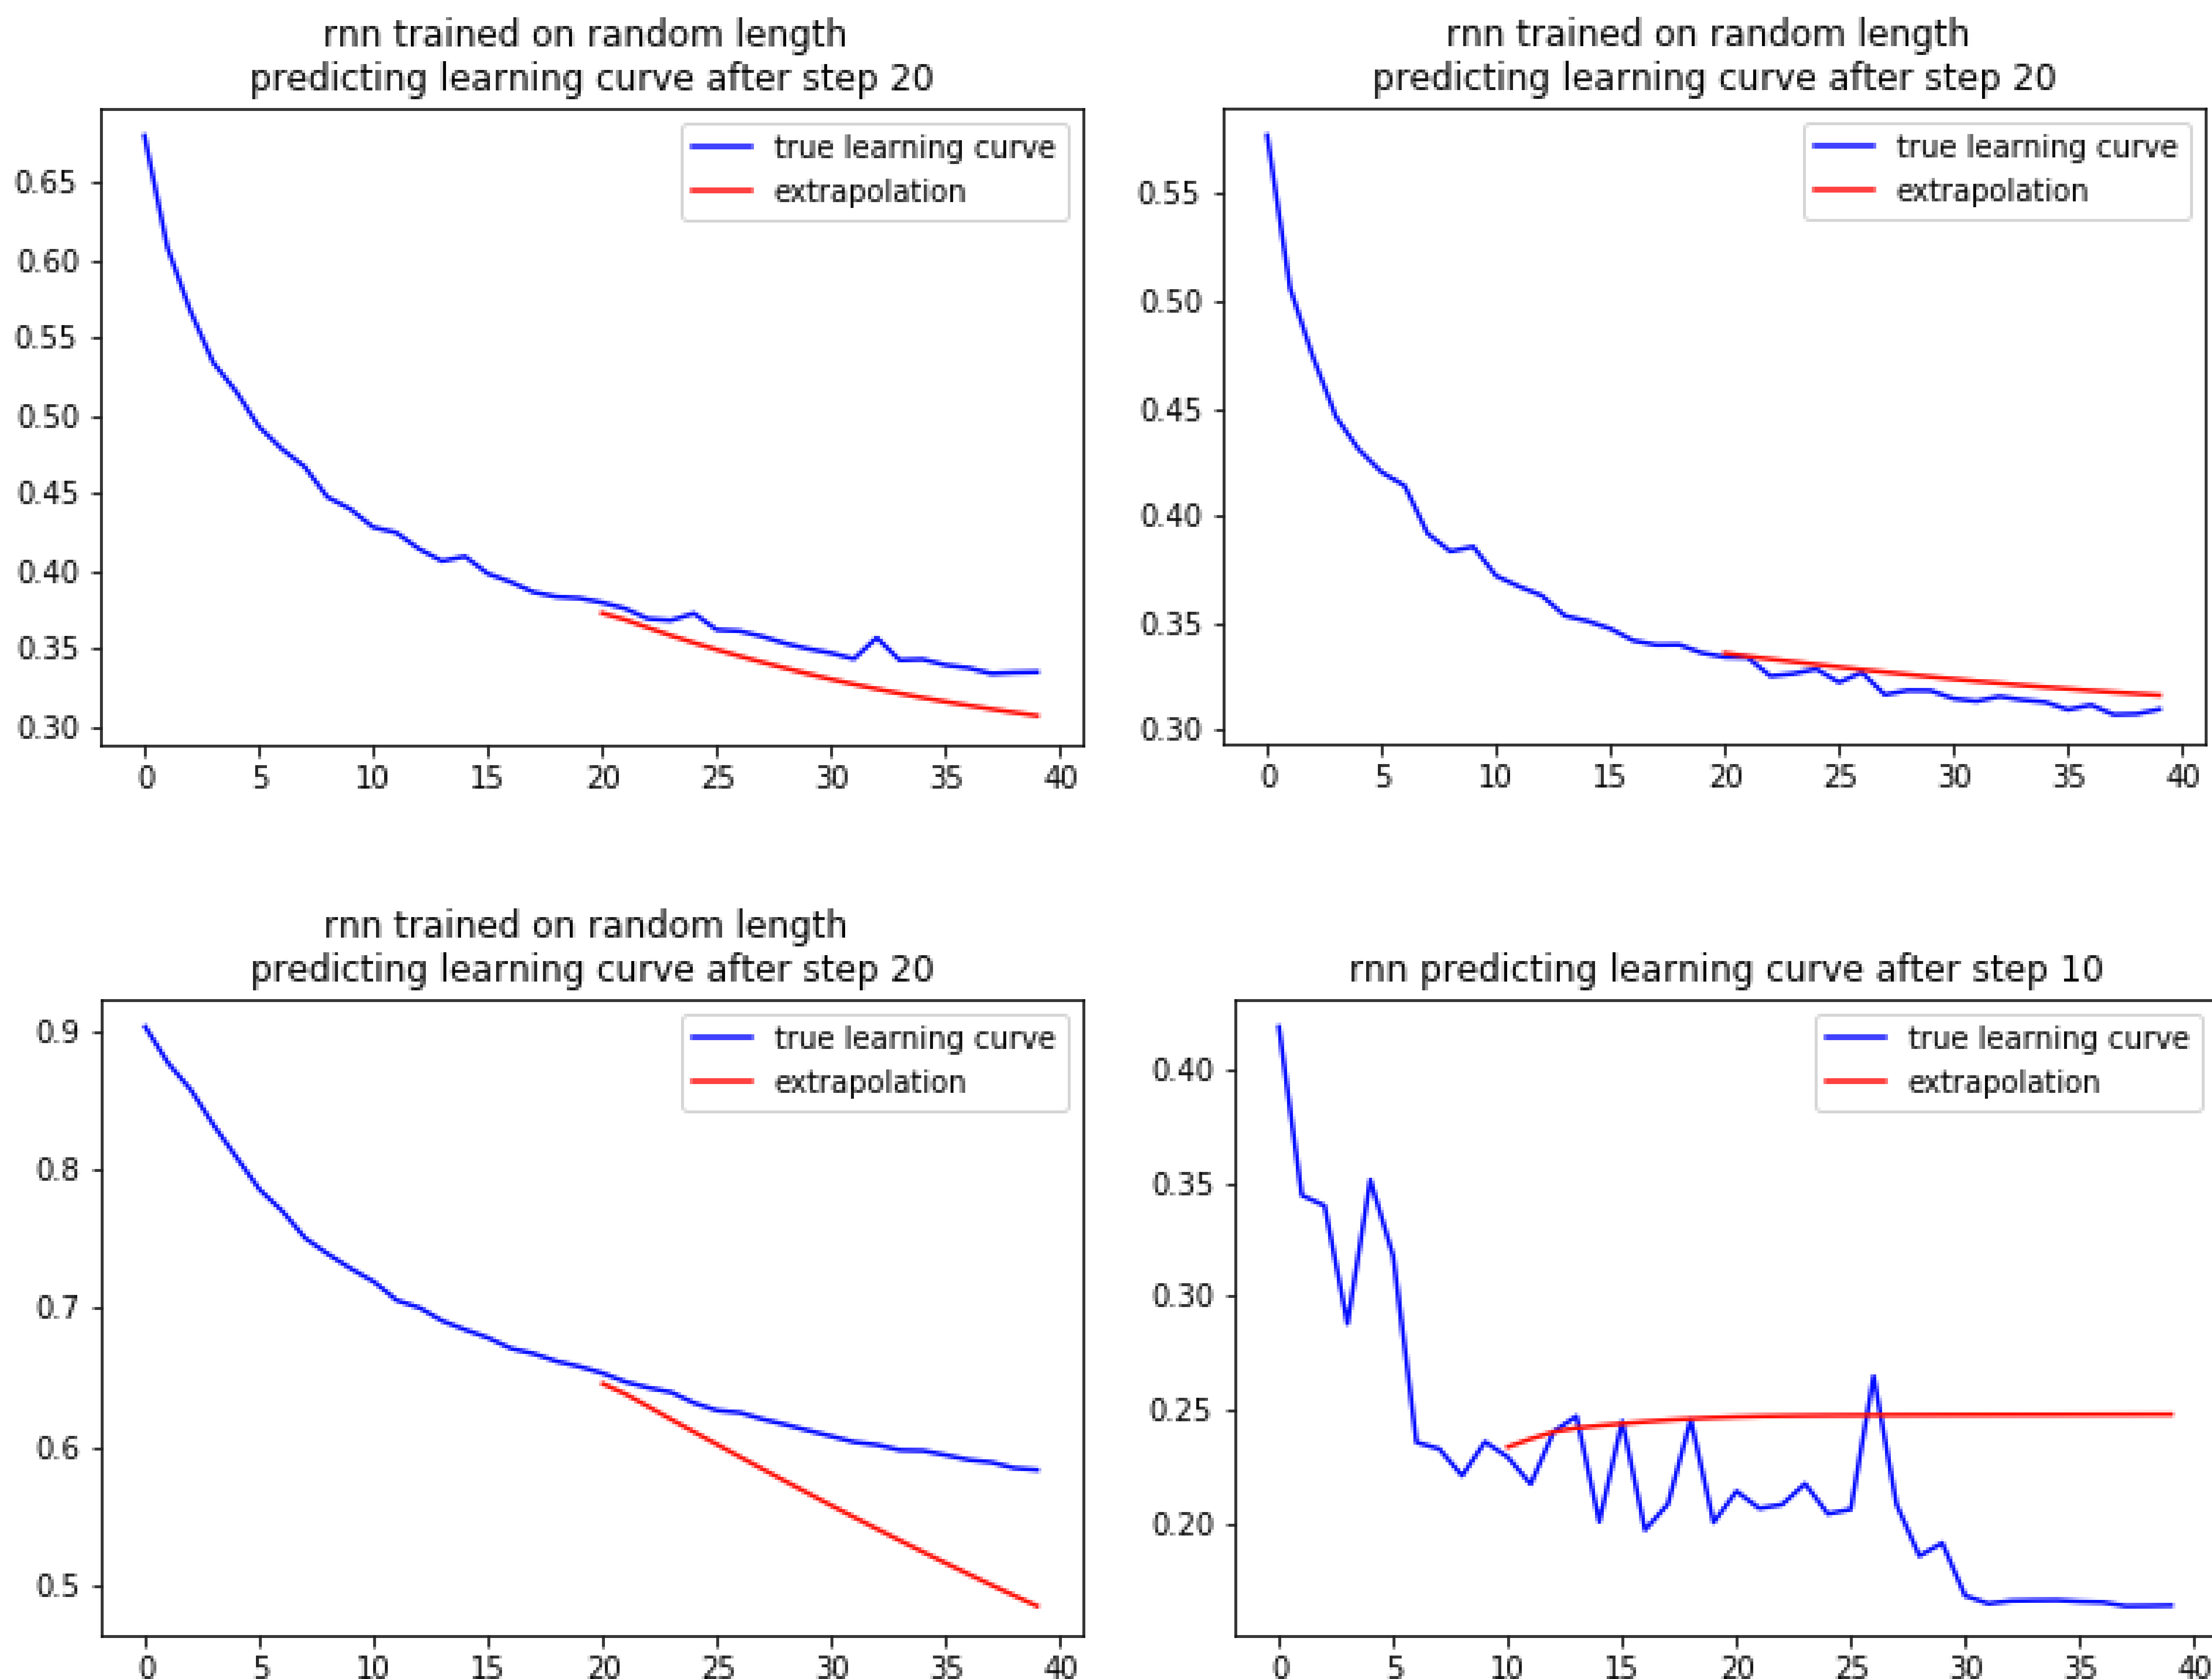 rnn trained on random length
predicting learning curve after step 20
true learning curve
extrapolation
0.65
0.60
0.55
0.50
0.45
0.40
0.35
0.30
0 5 10 15 20 25 30 35 40
rnn trained on random length
predicting learning curve after step 20
true learning curve
extrapolation
0.55
0.50
0.45
0.40
0.35
0.30
0 5 10 15 20 25 30 35 40
rnn trained on random length
predicting learning curve after step 20
true learning curve
extrapolation
0.9
0.8
0.7
0.6
0.5
0 5 10 15 20 25 30 35 40
rnn predicting learning curve after step 10
true learning curve
extrapolation
0.40
0.35
0.30
0.25
0.20
0 5 10 15 20 25 30 35 40